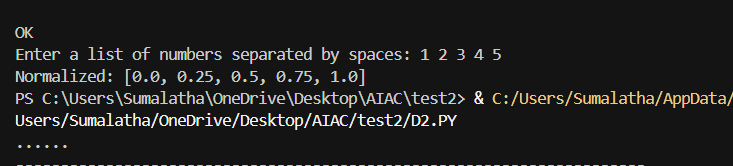 OK
Enter a list of numbers separated by spaces: 1 2 3 4 5
Normalized: [0.0, 0.25, 0.5, 0.75, 1.0]
PS C:\Users\Sumalatha\OneDrive\Desktop\AIAC\test2> & C:/Users/Sumalatha/AppData/
Users/Sumalatha/OneDrive/Desktop/AIAC/test2/D2.PY
......
----------------------------------------------------------------------